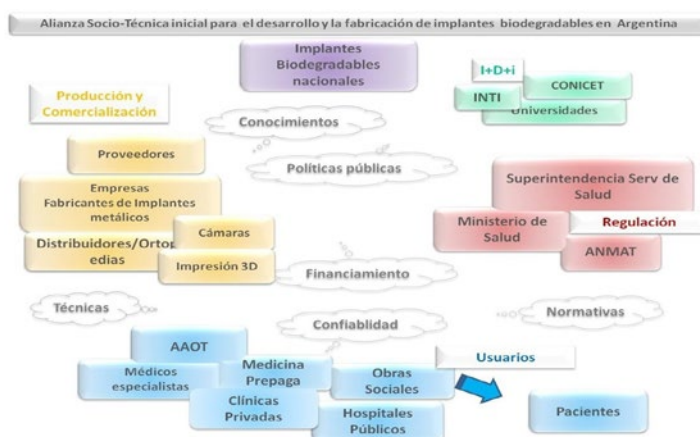 Alianza Socio-Técnica inicial para el desarrollo y la fabricación de implantes biodegradables en Argentina
Implantes
Biodegradables
nacionales
I+D+i
CONICET
INTI
Universidades
Producción y
Comercialización
Conocimientos
Proveedores
Políticas públicas
Superintendencia Serv de
Salud
Empresas
Fabricantes de Implantes
metálicos
Ministerio de
Salud
Regulación
Cámaras
Distribuidores/Ortop
edias
ANMAT
Impresión 3D
Financiamiento
Técnicas
Normativas
Confiablidad
AAOT
Usuarios
Médicos
especialistas
Medicina
Prepaga
Obras
Sociales
Clínicas
Privadas
Hospitales
Públicos
Pacientes